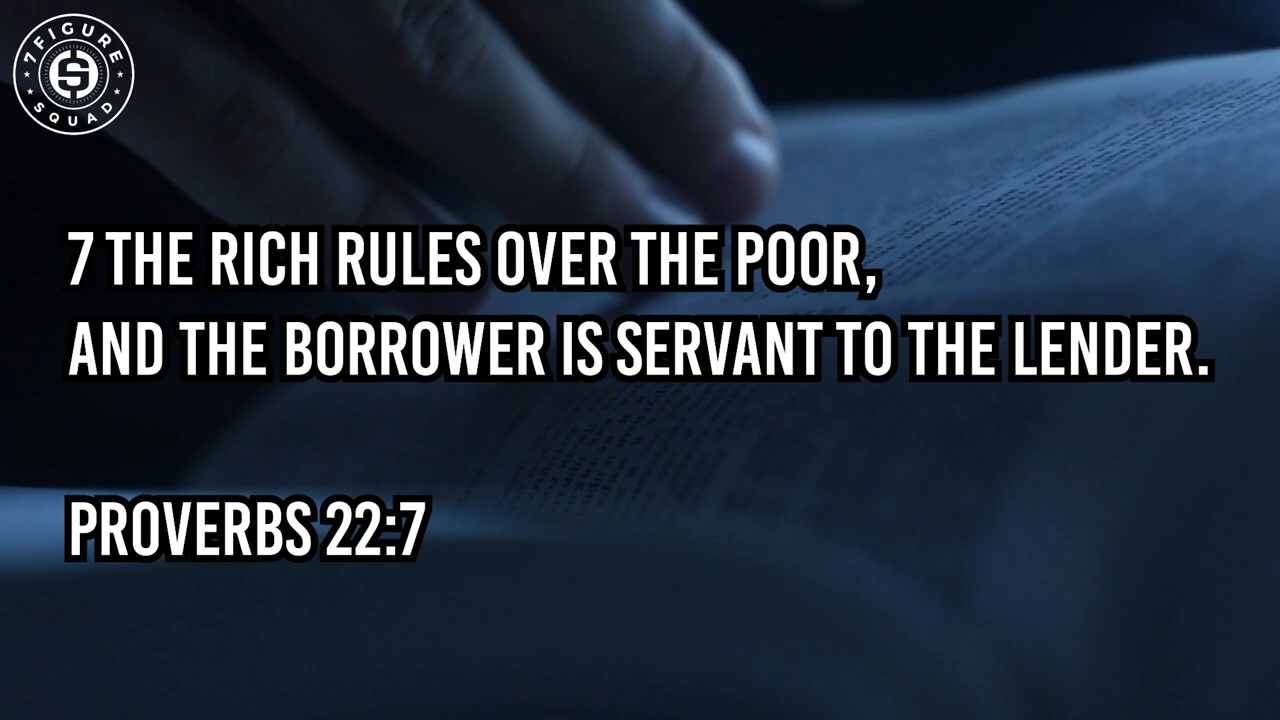 7FIGURE
SQUAD
7 THE RICH RULES OVER THE POOR,
AND THE BORROWER IS SERVANT TO THE LENDER.
PROVERBS 22:7